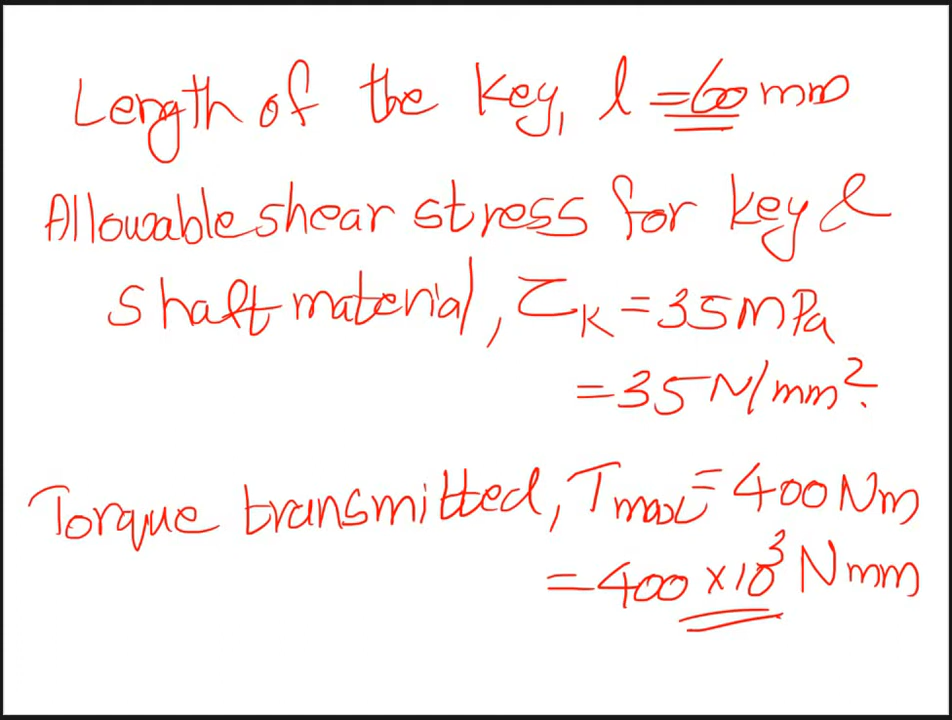 Length of the key, l = 60 mm
Allowable shear stress for key &
shaft material, τK = 35 MPa
= 35 N/mm².
Torque transmitted, Tmax = 400 Nm
= 400 × 10³ N mm